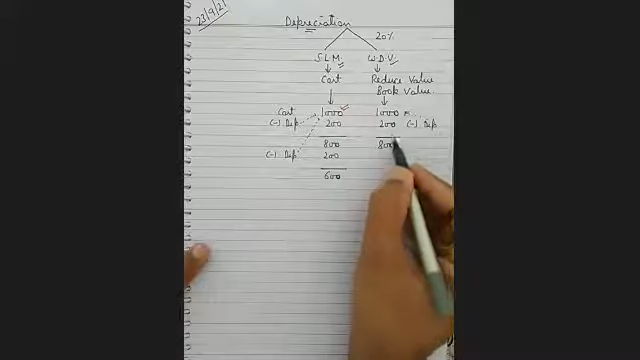 23/9/21
Depreciation
20%
S.L.M. W.D.V.
Cost Reduce Value
Book Value
Cost 1000 1000
(-) Dep 200 200 (-) Dep
800 800
(-) Dep 200
600